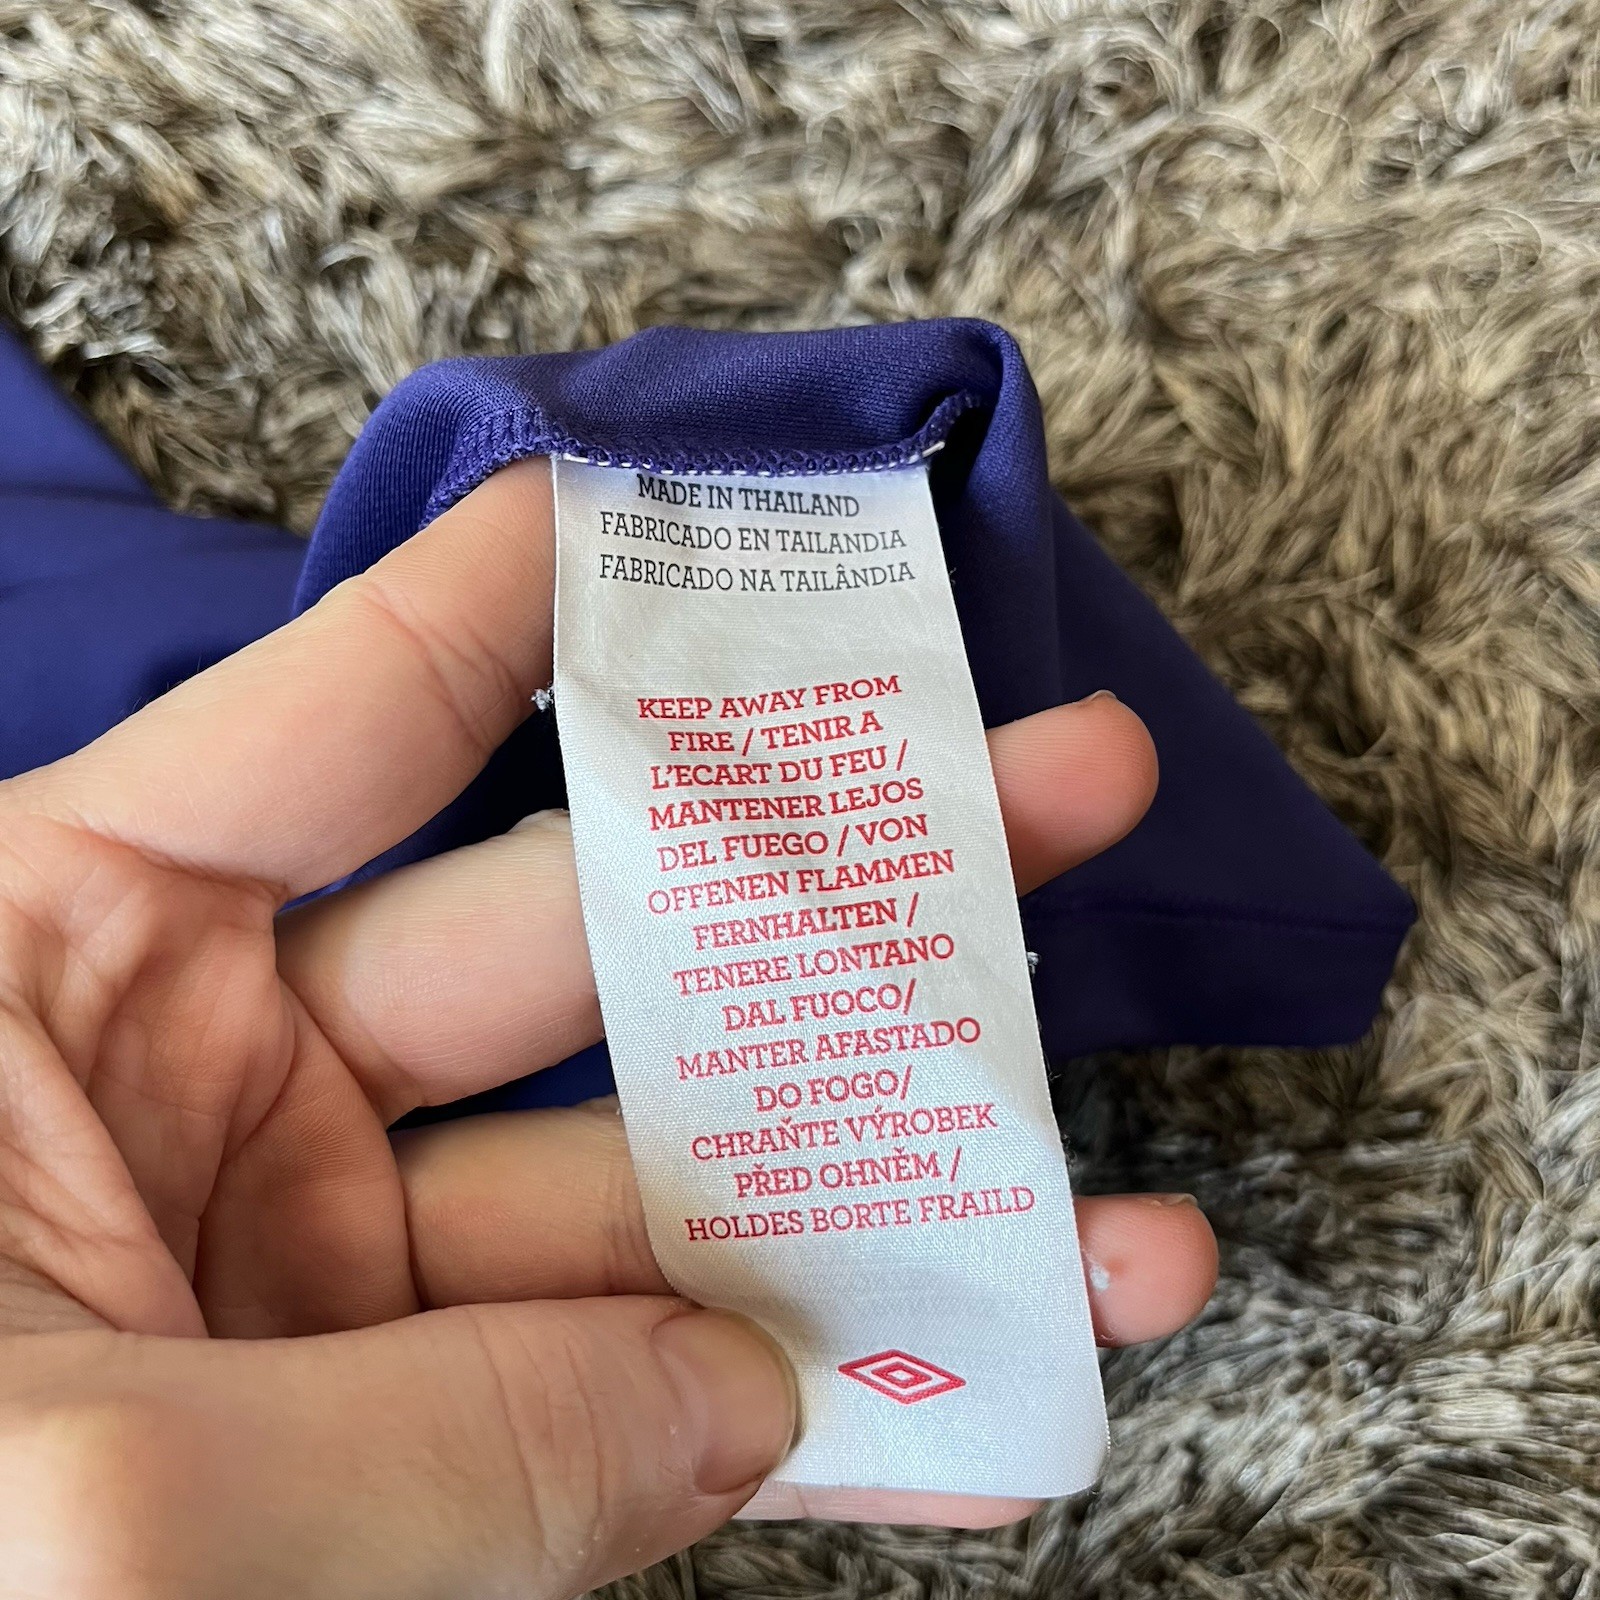 MADE IN THAILAND
FABRICADO EN TAILANDIA
FABRICADO NA TAILÂNDIA
KEEP AWAY FROM
FIRE / TENIR A
L'ECART DU FEU /
MANTENER LEJOS
DEL FUEGO / VON
OFFENEN FLAMMEN
FERNHALTEN /
TENERE LONTANO
DAL FUOCO/
MANTER AFASTADO
DO FOGO/
CHRAŇTE VÝROBEK
PŘED OHNĚM /
HOLDES BORTE FRAILD